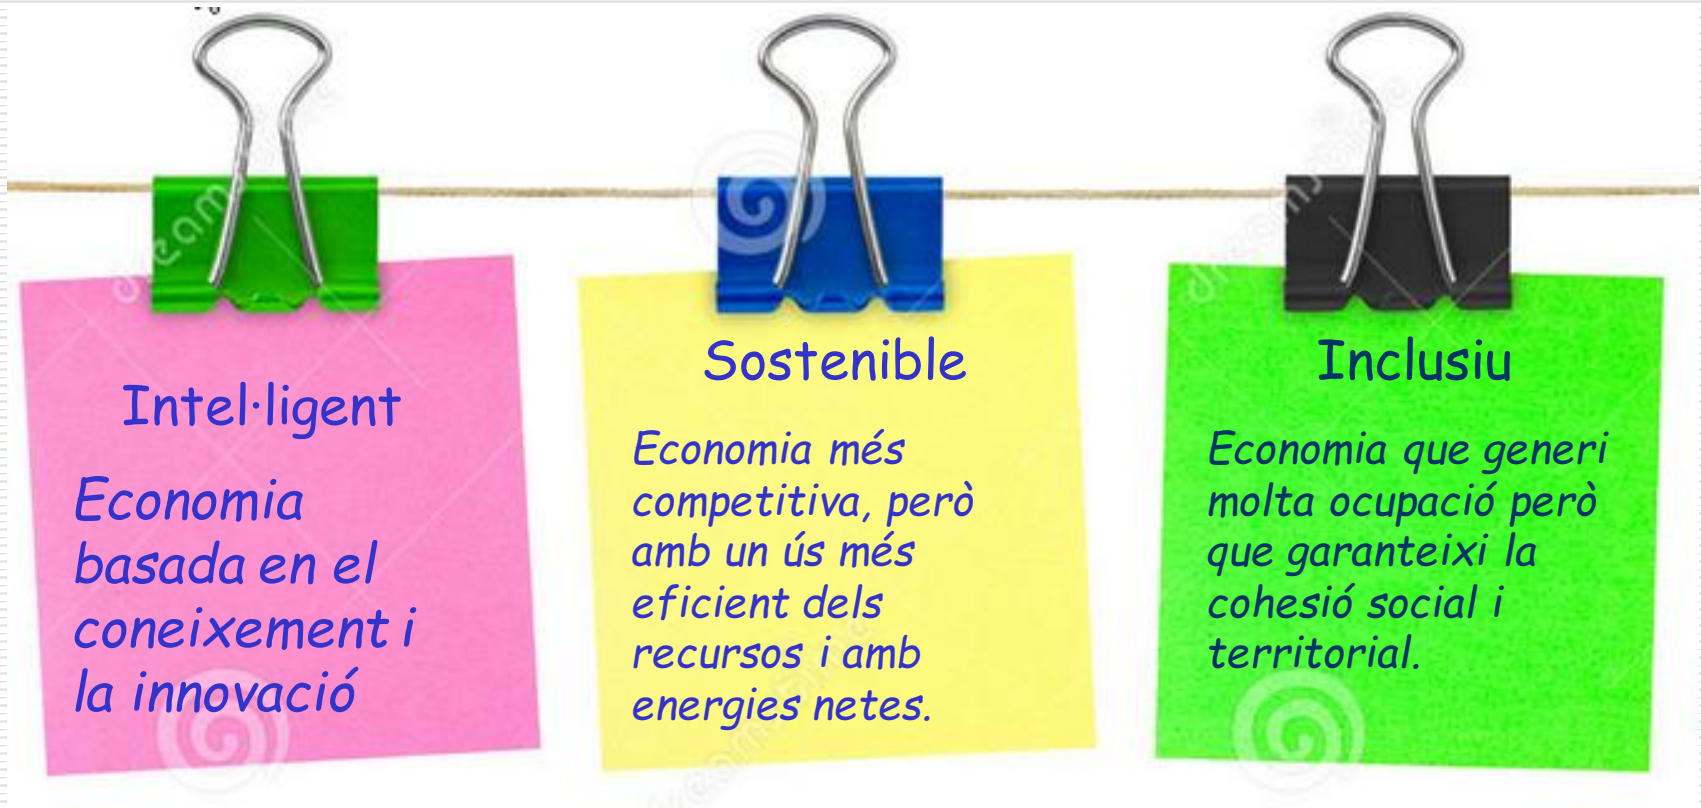 Intel·ligent
Economia
basada en el
coneixement i
la innovació
Sostenible
Economia més
competitiva, però
amb un ús més
eficient dels
recursos i amb
energies netes.
Inclusiu
Economia que generi
molta ocupació però
que garanteixi la
cohesió social i
territorial.